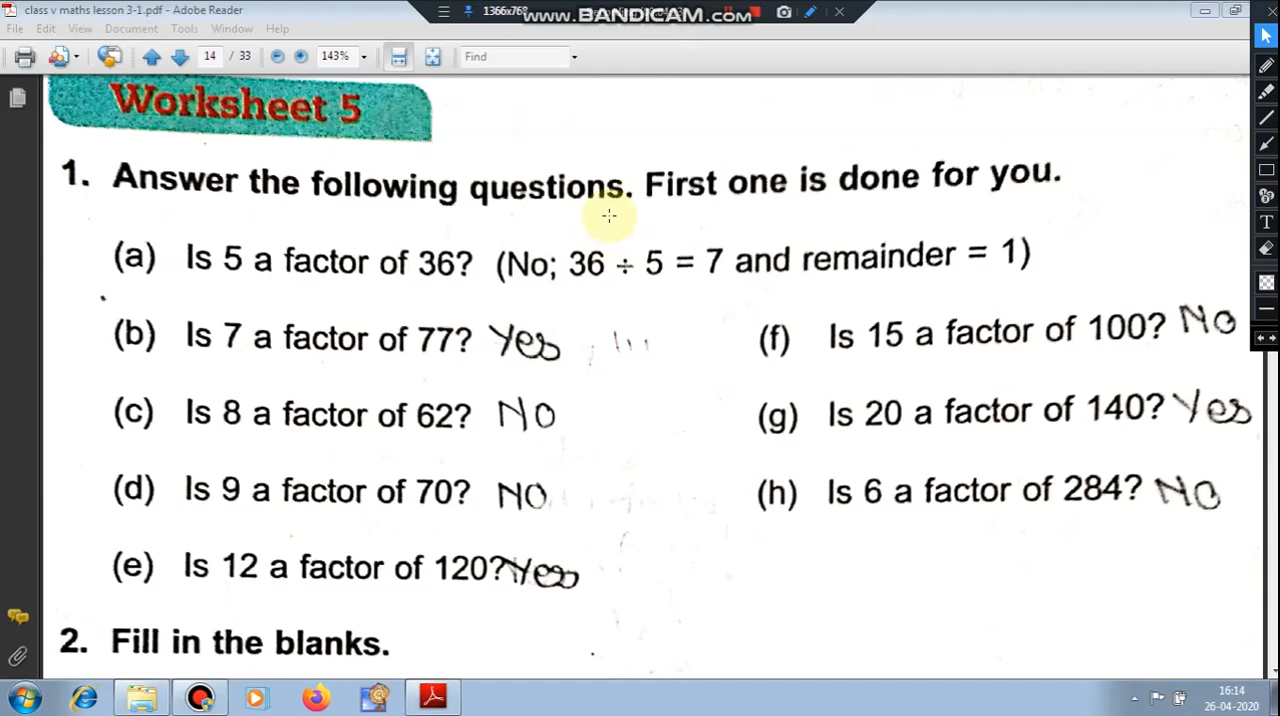 class v maths lesson 3-1.pdf - Adobe Reader
1366x768
www.BANDICAM.com
File Edit View Document Tools Window Help
14 / 33 143% Find
Worksheet 5
1. Answer the following questions. First one is done for you.
(a) Is 5 a factor of 36? (No; 36 ÷ 5 = 7 and remainder = 1)
(b) Is 7 a factor of 77? Yes
(f) Is 15 a factor of 100? No
(c) Is 8 a factor of 62? No
(g) Is 20 a factor of 140? Yes
(d) Is 9 a factor of 70? No
(h) Is 6 a factor of 284? No
(e) Is 12 a factor of 120? Yes
2. Fill in the blanks.
16:14
26-04-2020